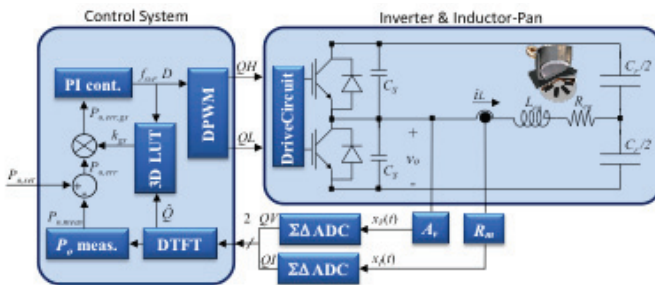 Control System
Inverter & Inductor-Pan
PI cont.
f_sw, D
DPWM
QH
QL
DriveCircuit
C_S
C_S
i_L
L_eq
R_eq
C_r/2
C_r/2
+
v_o
-
P_o,err,gs
k_gs
3D LUT
P_o,err
P_o,ref
P_o,meas
Q̂
P_o meas.
DTFT
2
QV
QI
ΣΔ ADC
ΣΔ ADC
x_v(t)
x_i(t)
A_v
R_m